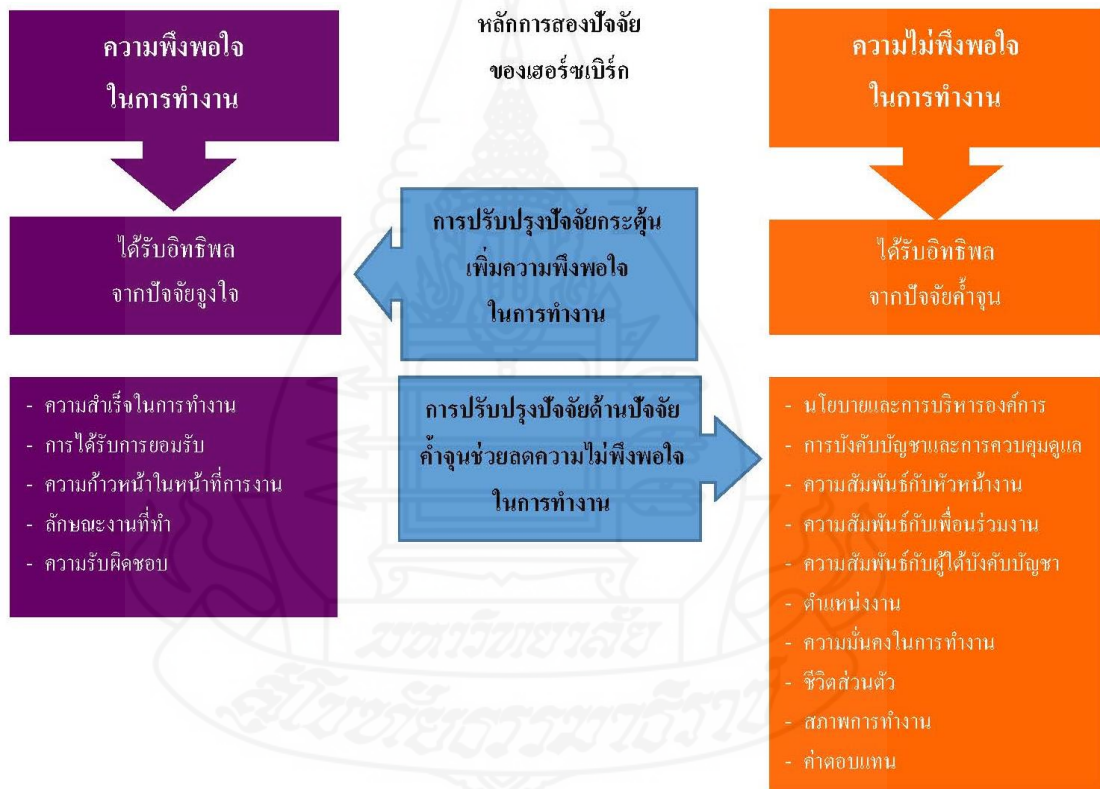 หลักการสองปัจจัย
ของเฮอร์ซเบิร์ก
ความพึงพอใจ
ในการทำงาน
ได้รับอิทธิพล
จากปัจจัยจูงใจ
- ความสำเร็จในการทำงาน
- การได้รับการยอมรับ
- ความก้าวหน้าในหน้าที่การงาน
- ลักษณะงานที่ทำ
- ความรับผิดชอบ
การปรับปรุงปัจจัยกระตุ้น
เพิ่มความพึงพอใจ
ในการทำงาน
การปรับปรุงปัจจัยด้านปัจจัย
ค้ำจุนช่วยลดความไม่พึงพอใจ
ในการทำงาน
ความไม่พึงพอใจ
ในการทำงาน
ได้รับอิทธิพล
จากปัจจัยค้ำจุน
- นโยบายและการบริหารองค์การ
- การบังคับบัญชาและการควบคุมดูแล
- ความสัมพันธ์กับหัวหน้างาน
- ความสัมพันธ์กับเพื่อนร่วมงาน
- ความสัมพันธ์กับผู้ใต้บังคับบัญชา
- ตำแหน่งงาน
- ความมั่นคงในการทำงาน
- ชีวิตส่วนตัว
- สภาพการทำงาน
- ค่าตอบแทน
มหาวิทยาลัย
สุโขทัยธรรมาธิราช